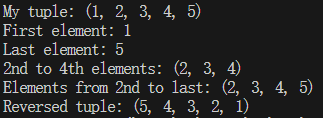 My tuple: (1, 2, 3, 4, 5)
First element: 1
Last element: 5
2nd to 4th elements: (2, 3, 4)
Elements from 2nd to last: (2, 3, 4, 5)
Reversed tuple: (5, 4, 3, 2, 1)